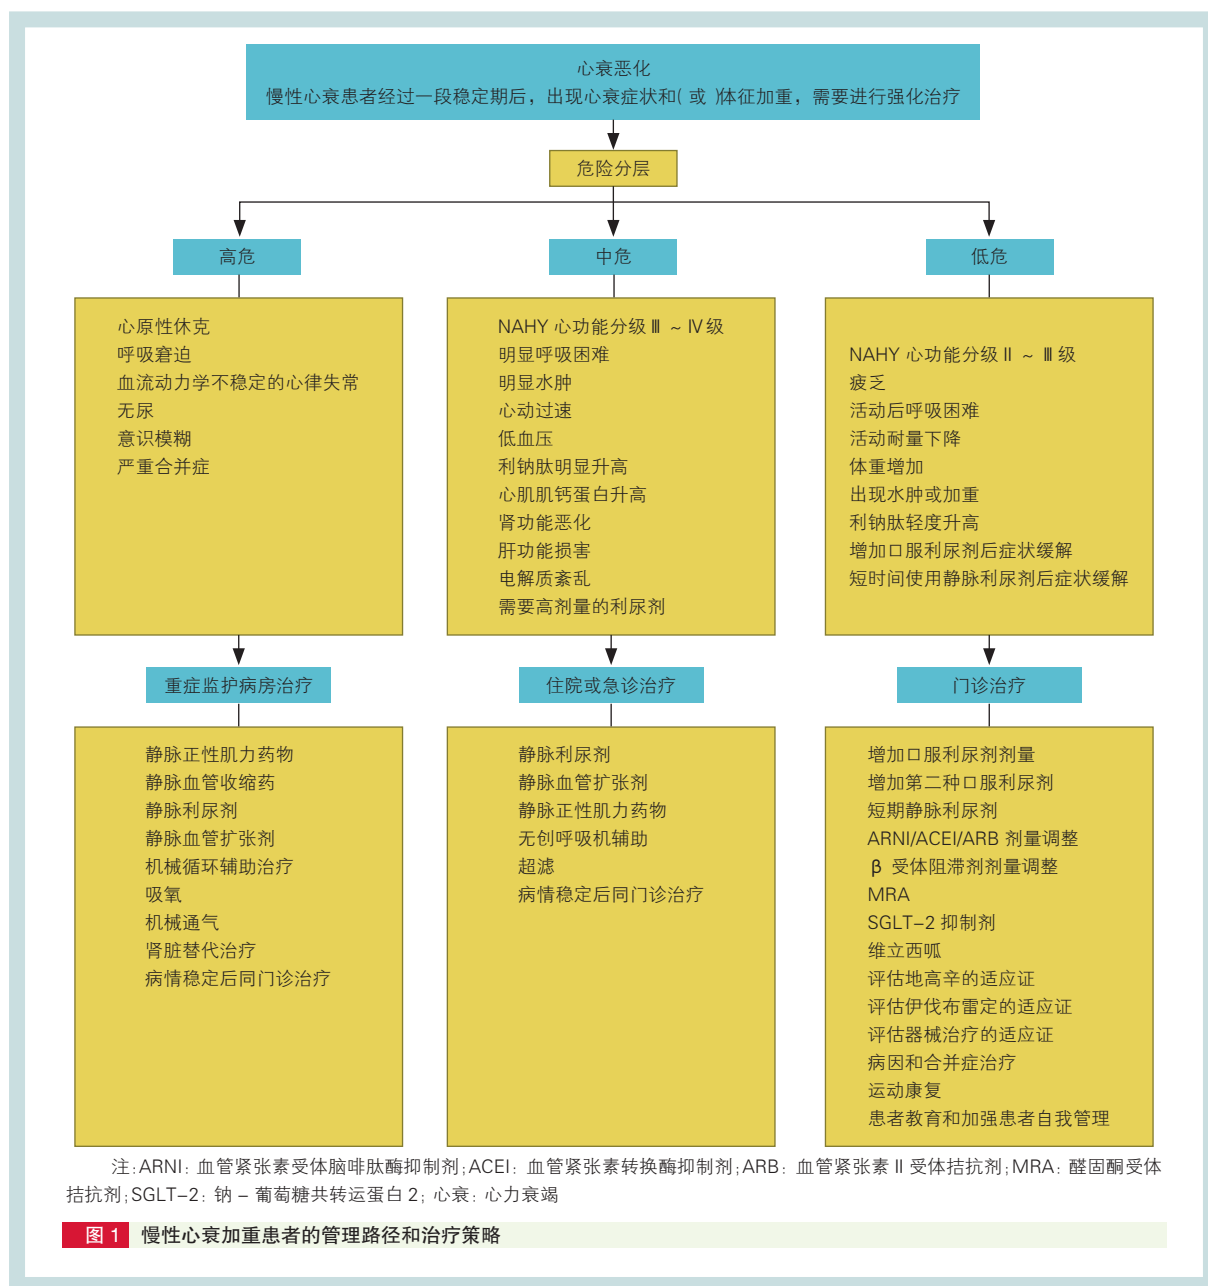 心衰恶化
慢性心衰患者经过一段稳定期后，出现心衰症状和( 或 )体征加重，需要进行强化治疗
危险分层
高危
心原性休克
呼吸窘迫
血流动力学不稳定的心律失常
无尿
意识模糊
严重合并症
重症监护病房治疗
静脉正性肌力药物
静脉血管收缩药
静脉利尿剂
静脉血管扩张剂
机械循环辅助治疗
吸氧
机械通气
肾脏替代治疗
病情稳定后同门诊治疗
中危
NAHY 心功能分级 Ⅲ ～ Ⅳ 级
明显呼吸困难
明显水肿
心动过速
低血压
利钠肽明显升高
心肌肌钙蛋白升高
肾功能恶化
肝功能损害
电解质紊乱
需要高剂量的利尿剂
住院或急诊治疗
静脉利尿剂
静脉血管扩张剂
静脉正性肌力药物
无创呼吸机辅助
超滤
病情稳定后同门诊治疗
低危
NAHY 心功能分级 Ⅱ ～ Ⅲ 级
疲乏
活动后呼吸困难
活动耐量下降
体重增加
出现水肿或加重
利钠肽轻度升高
增加口服利尿剂后症状缓解
短时间使用静脉利尿剂后症状缓解
门诊治疗
增加口服利尿剂剂量
增加第二种口服利尿剂
短期静脉利尿剂
ARNI/ACEI/ARB 剂量调整
β 受体阻滞剂剂量调整
MRA
SGLT-2 抑制剂
维立西呱
评估地高辛的适应证
评估伊伐布雷定的适应证
评估器械治疗的适应证
病因和合并症治疗
运动康复
患者教育和加强患者自我管理
注：ARNI：血管紧张素受体脑啡肽酶抑制剂；ACEI：血管紧张素转换酶抑制剂；ARB：血管紧张素 Ⅱ 受体拮抗剂；MRA：醛固酮受体
拮抗剂；SGLT-2：钠 - 葡萄糖共转运蛋白 2；心衰：心力衰竭
图 1 慢性心衰加重患者的管理路径和治疗策略